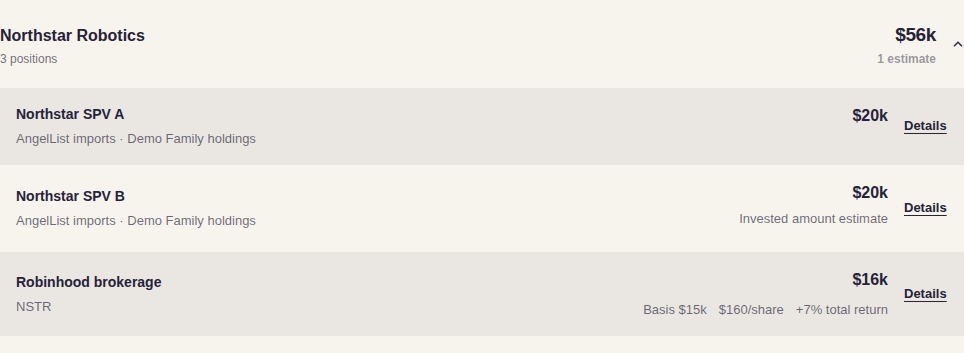 Northstar Robotics
$56k
3 positions
1 estimate
Northstar SPV A
$20k
AngelList imports · Demo Family holdings
Details
Northstar SPV B
$20k
AngelList imports · Demo Family holdings
Invested amount estimate
Details
Robinhood brokerage
$16k
NSTR
Basis $15k $160/share +7% total return
Details